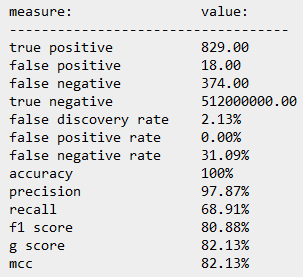 measure: value:
-----------------------------------
true positive 829.00
false positive 18.00
false negative 374.00
true negative 512000000.00
false discovery rate 2.13%
false positive rate 0.00%
false negative rate 31.09%
accuracy 100%
precision 97.87%
recall 68.91%
f1 score 80.88%
g score 82.13%
mcc 82.13%